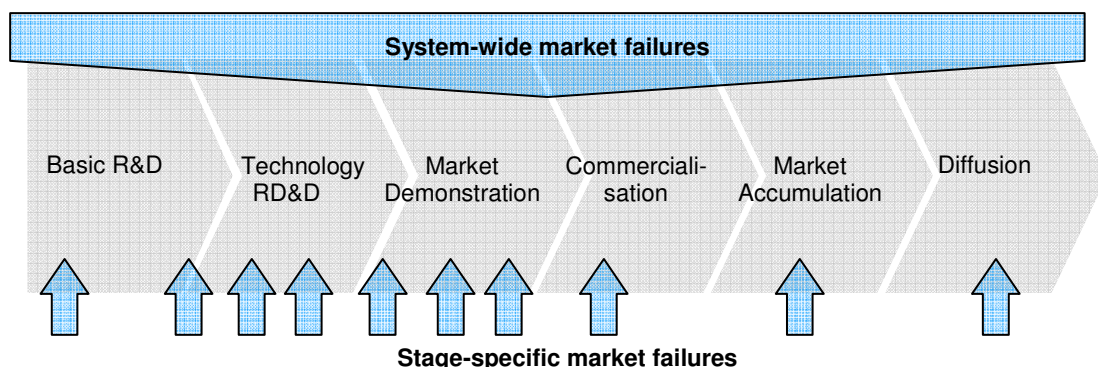 System-wide market failures
Basic R&D
Technology
RD&D
Market
Demonstration
Commerciali-
sation
Market
Accumulation
Diffusion
Stage-specific market failures